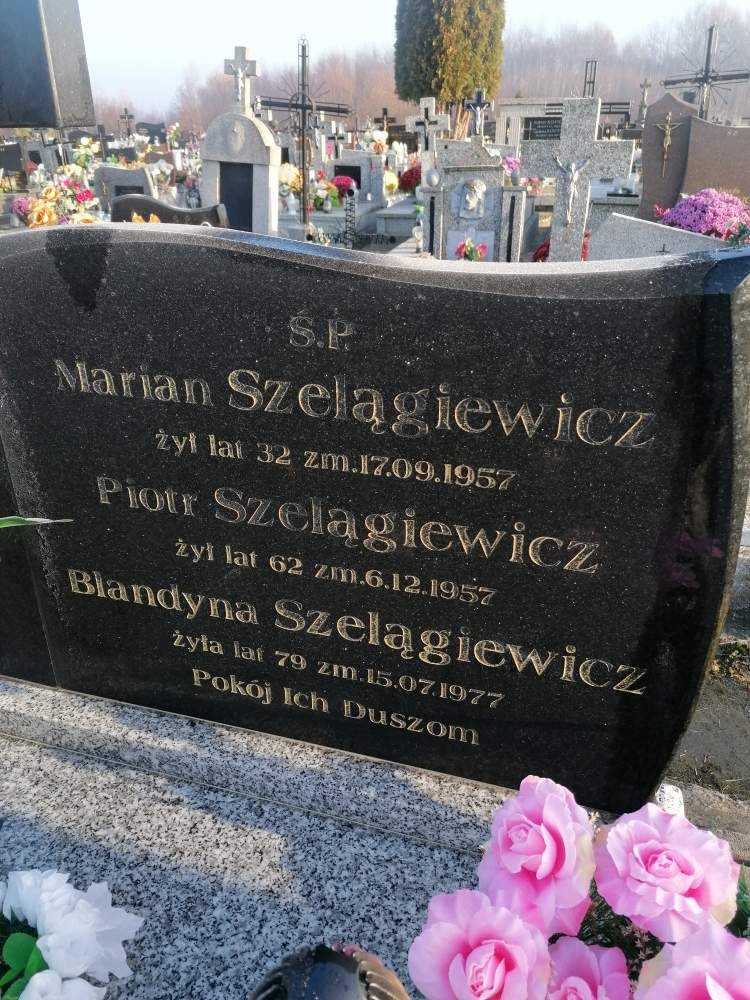 Ś.P.
Marian Szelągiewicz
żył lat 32 zm.17.09.1957
Piotr Szelągiewicz
żył lat 62 zm.6.12.1957
Blandyna Szelągiewicz
żyła lat 79 zm.15.07.1977
Pokój Ich Duszom